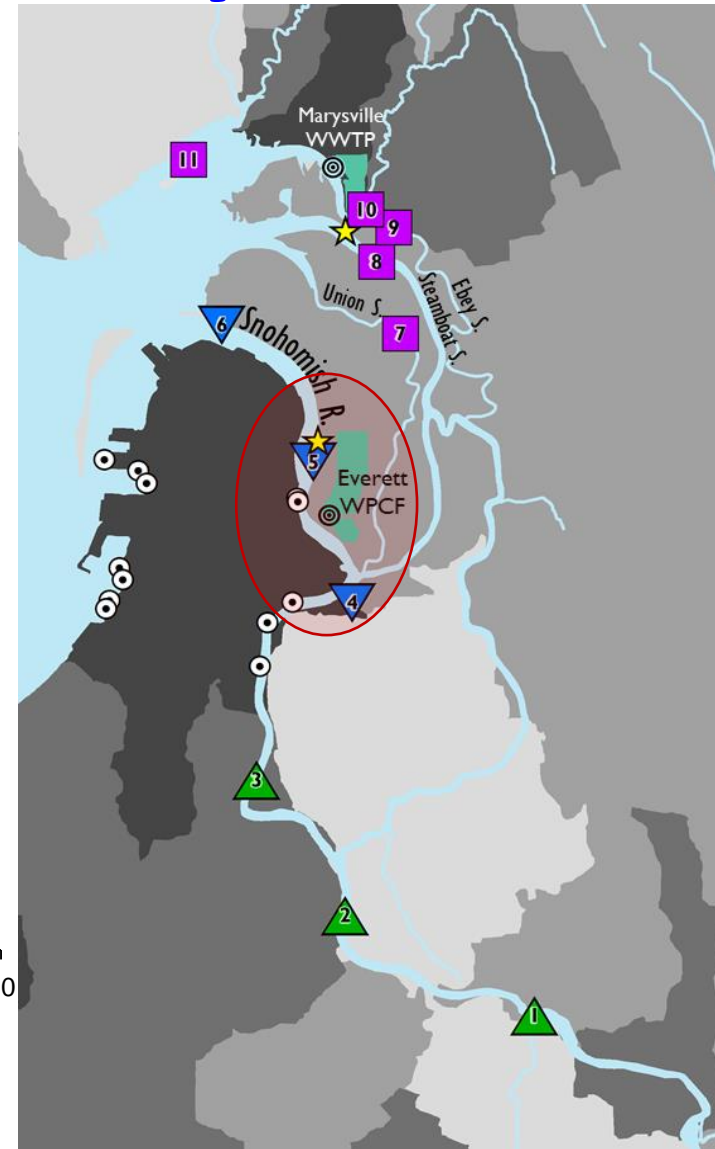 g
Marysville
WWTP
11
10
9
8
Ebey S.
Steamboat S.
Union S.
7
6
Snohomish R.
5
Everett
WPCF
4
3
2
0
1